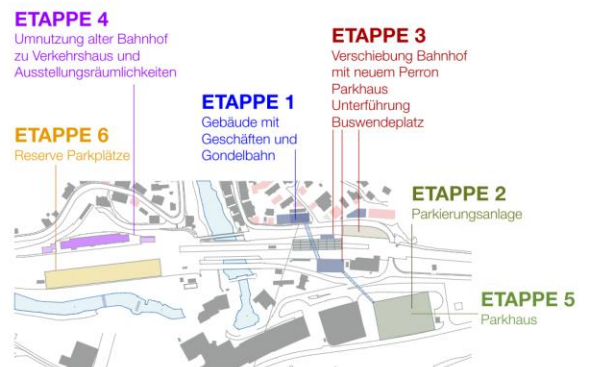 ETAPPE 4
Umnutzung alter Bahnhof
zu Verkehrshaus und
Ausstellungsräumlichkeiten
ETAPPE 3
Verschiebung Bahnhof
mit neuem Perron
Parkhaus
Unterführung
Buswendeplatz
ETAPPE 1
Gebäude mit
Geschäften und
Gondelbahn
ETAPPE 6
Reserve Parkplätze
ETAPPE 2
Parkierungsanlage
ETAPPE 5
Parkhaus